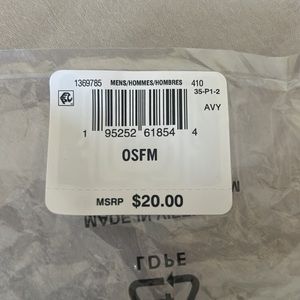 1369785 MENS/HOMMES/HOMBRES 410
35-P1-2
AVY
1 95252 61854 4
OSFM
MSRP $20.00
MADE IN
LDPE